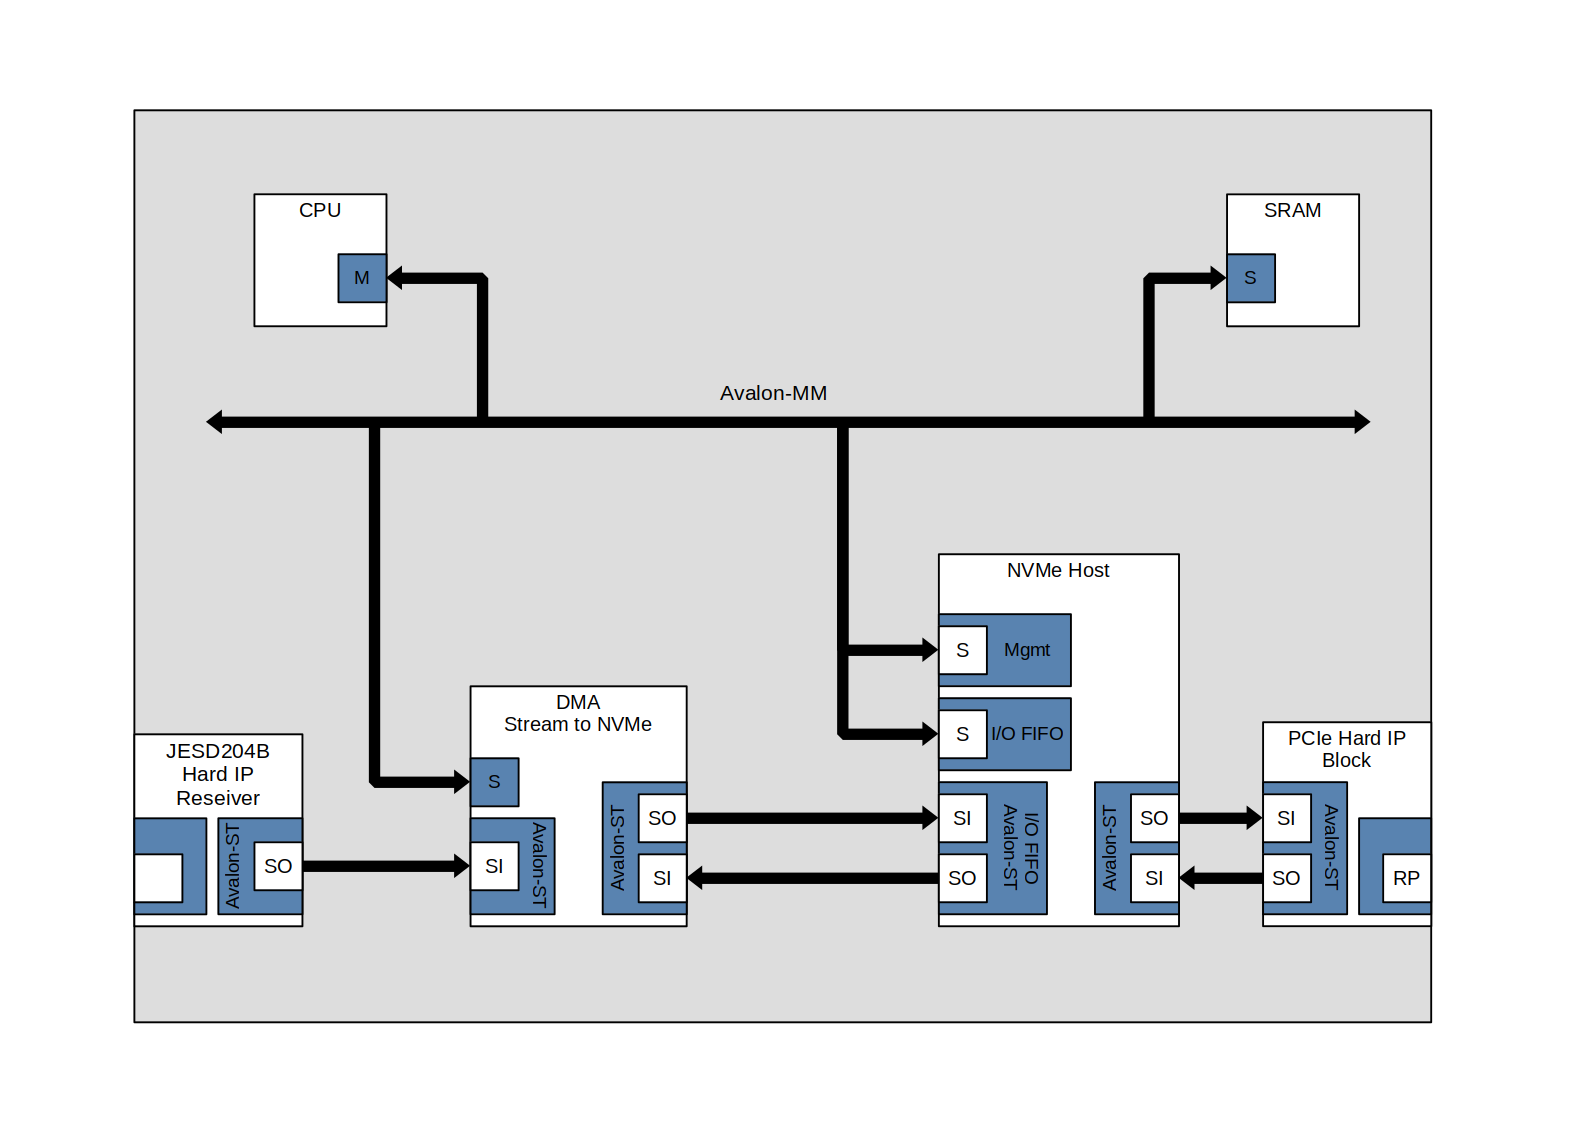 CPU
M
SRAM
S
Avalon-MM
NVMe Host
S
Mgmt
S
I/O FIFO
SI
SO
Avalon-ST
I/O FIFO
Avalon-ST
SO
SI
DMA
Stream to NVMe
S
SI
Avalon-ST
Avalon-ST
SO
SI
JESD204B
Hard IP
Reseiver
Avalon-ST
SO
PCIe Hard IP
Block
SI
SO
Avalon-ST
RP